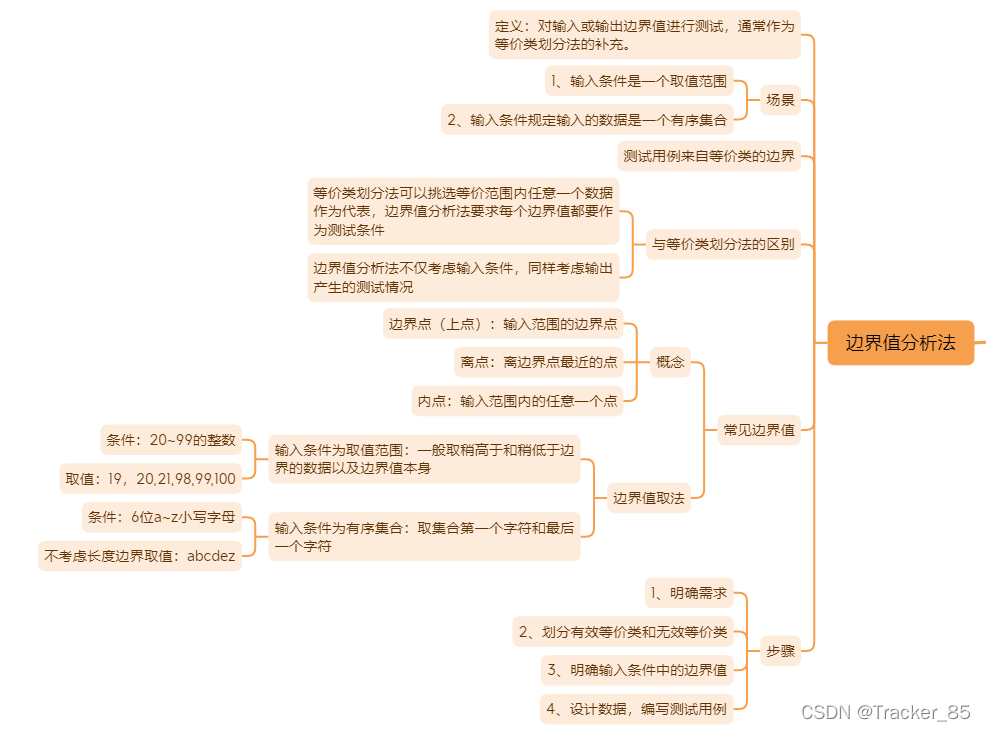 定义：对输入或输出边界值进行测试，通常作为
等价类划分法的补充。
1、输入条件是一个取值范围
场景
2、输入条件规定输入的数据是一个有序集合
测试用例来自等价类的边界
等价类划分法可以挑选等价范围内任意一个数据
作为代表，边界值分析法要求每个边界值都要作
为测试条件
与等价类划分法的区别
边界值分析法不仅考虑输入条件，同样考虑输出
产生的测试情况
边界点（上点）：输入范围的边界点
边界值分析法
离点：离边界点最近的点
概念
内点：输入范围内的任意一个点
常见边界值
条件：20~99的整数
输入条件为取值范围：一般取稍高于和稍低于边
界的数据以及边界值本身
取值：19，20,21,98,99,100
边界值取法
条件：6位a~z小写字母
输入条件为有序集合：取集合第一个字符和最后
一个字符
不考虑长度边界取值：abcdez
1、明确需求
2、划分有效等价类和无效等价类
步骤
3、明确输入条件中的边界值
4、设计数据，编写测试用例
CSDN @Tracker_85